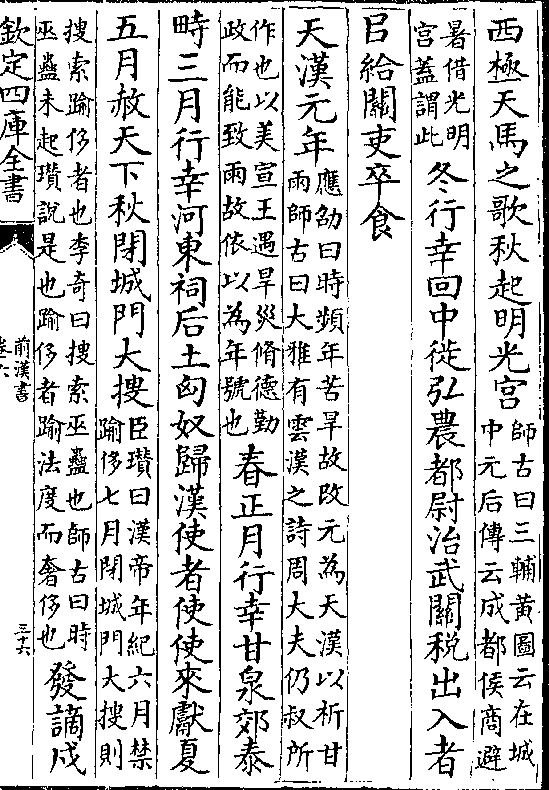 西極天馬之歌秋起明光宮師古曰三輔黃圖云在城中元后傳云成都侯商避
暑借光明宮蓋謂此冬行幸回中徙弘農都尉治武關稅出入者
㠯給關吏卒食
天漢元年應劭曰時頻年苦旱故改元為天漢以祈甘雨師古曰大雅有雲漢之詩周大夫仍叔所
作也以美宣王遇旱災脩德勤政而能致雨故依以為年號也春正月行幸甘泉郊泰
畤三月行幸河東祠后土匈奴歸漢使者使使來獻夏
五月赦天下秋閉城門大搜臣瓚曰漢帝年紀六月禁踰侈七月閉城門大搜則
搜索踰侈者也李奇曰搜索巫蠱也師古曰時巫蠱未起瓚說是也踰侈者踰法度而奢侈也發謫戍
欽定四庫全書
前漢書
卷六
三十六